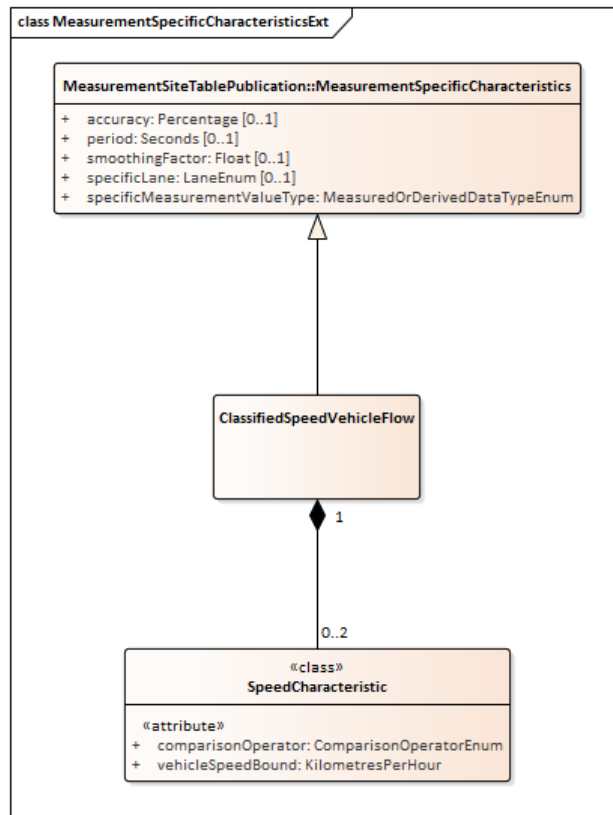 class MeasurementSpecificCharacteristicsExt
MeasurementSiteTablePublication::MeasurementSpecificCharacteristics
+ accuracy: Percentage [0..1]
+ period: Seconds [0..1]
+ smoothingFactor: Float [0..1]
+ specificLane: LaneEnum [0..1]
+ specificMeasurementValueType: MeasuredOrDerivedDataTypeEnum
ClassifiedSpeedVehicleFlow
1
0..2
«class»
SpeedCharacteristic
«attribute»
+ comparisonOperator: ComparisonOperatorEnum
+ vehicleSpeedBound: KilometresPerHour